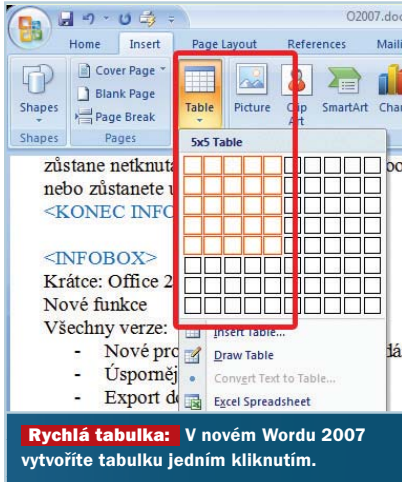 O2007.doc
Home Insert Page Layout References Maili
Shapes
Cover Page
Blank Page
Page Break
Table
Picture
Clip Art
SmartArt
Char
Shapes Pages
5x5 Table
zůstane netknuta
nebo zůstanete u
<KONEC INFO
<INFOBOX>
Krátce: Office 2
Nové funkce
Všechny verze:
- Nové pro
- Úsporněj
- Export do
Insert Table...
Draw Table
Convert Text to Table...
Excel Spreadsheet
Rychlá tabulka: V novém Wordu 2007
vytvoříte tabulku jedním kliknutím.